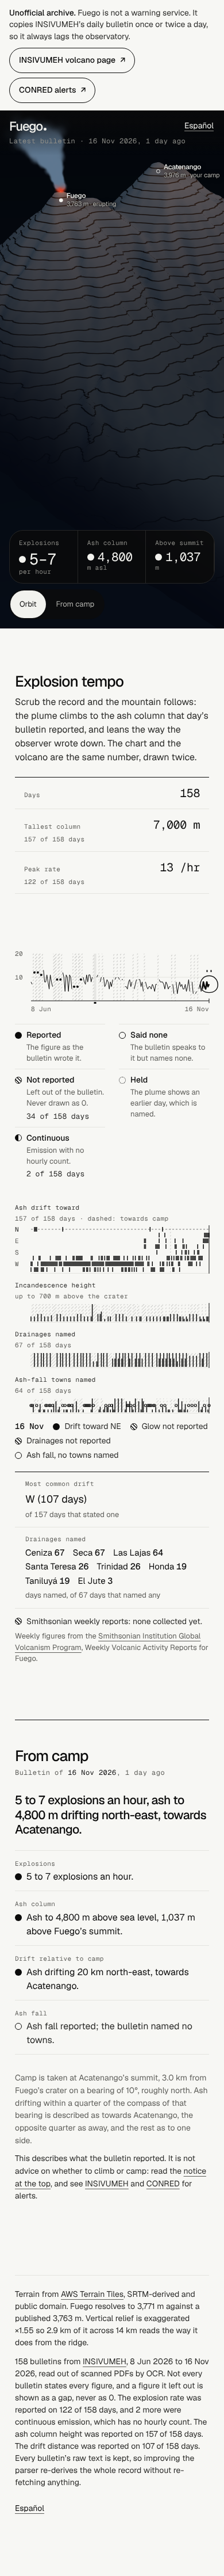 Unofficial archive. Fuego is not a warning service. It
copies INSIVUMEH's daily bulletin once or twice a day,
so it always lags the observatory.
INSIVUMEH volcano page ↗
CONRED alerts ↗
Fuego.
Español
Latest bulletin · 16 Nov 2026, 1 day ago
Acatenango
3,976 m · your camp
Fuego
3,763 m · erupting
Explosions
5–7
per hour
Ash column
4,800
m asl
Above summit
1,037
m
Orbit
From camp
Explosion tempo
Scrub the record and the mountain follows:
the plume climbs to the ash column that day's
bulletin reported, and leans the way the
observer wrote down. The chart and the
volcano are the same number, drawn twice.
Days
158
Tallest column
7,000 m
157 of 158 days
Peak rate
13 /hr
122 of 158 days
20
10
8 Jun
16 Nov
Reported
The figure as the
bulletin wrote it.
Said none
The bulletin speaks to
it but names none.
Not reported
Left out of the bulletin.
Never drawn as 0.
34 of 158 days
Held
The plume shows an
earlier day, which is
named.
Continuous
Emission with no
hourly count.
2 of 158 days
Ash drift toward
157 of 158 days · dashed: towards camp
N
E
S
W
Incandescence height
up to 700 m above the crater
Drainages named
67 of 158 days
Ash-fall towns named
64 of 158 days
16 Nov
Drift toward NE
Glow not reported
Drainages not reported
Ash fall, no towns named
Most common drift
W (107 days)
of 157 days that stated one
Drainages named
Ceniza 67 Seca 67 Las Lajas 64
Santa Teresa 26 Trinidad 26 Honda 19
Taniluyá 19 El Jute 3
days named, of 67 days that named any
Smithsonian weekly reports: none collected yet.
Weekly figures from the Smithsonian Institution Global
Volcanism Program, Weekly Volcanic Activity Reports for
Fuego.
From camp
Bulletin of 16 Nov 2026, 1 day ago
5 to 7 explosions an hour, ash to
4,800 m drifting north-east, towards
Acatenango.
Explosions
5 to 7 explosions an hour.
Ash column
Ash to 4,800 m above sea level, 1,037 m
above Fuego's summit.
Drift relative to camp
Ash drifting 20 km north-east, towards
Acatenango.
Ash fall
Ash fall reported; the bulletin named no
towns.
Camp is taken at Acatenango's summit, 3.0 km from
Fuego's crater on a bearing of 10°, roughly north. Ash
drifting within a quarter of the compass of that
bearing is described as towards Acatenango, the
opposite quarter as away, and the rest as to one
side.
This describes what the bulletin reported. It is not
advice on whether to climb or camp: read the notice
at the top, and see INSIVUMEH and CONRED for
alerts.
Terrain from AWS Terrain Tiles, SRTM-derived and
public domain. Fuego resolves to 3,771 m against a
published 3,763 m. Vertical relief is exaggerated
×1.55 so 2.9 km of it across 14 km reads the way it
does from the ridge.
158 bulletins from INSIVUMEH, 8 Jun 2026 to 16 Nov
2026, read out of scanned PDFs by OCR. Not every
bulletin states every figure, and a figure it left out is
shown as a gap, never as 0. The explosion rate was
reported on 122 of 158 days, and 2 more were
continuous emission, which has no hourly count. The
ash column height was reported on 157 of 158 days.
The drift distance was reported on 107 of 158 days.
Every bulletin's raw text is kept, so improving the
parser re-derives the whole record without re-
fetching anything.
Español